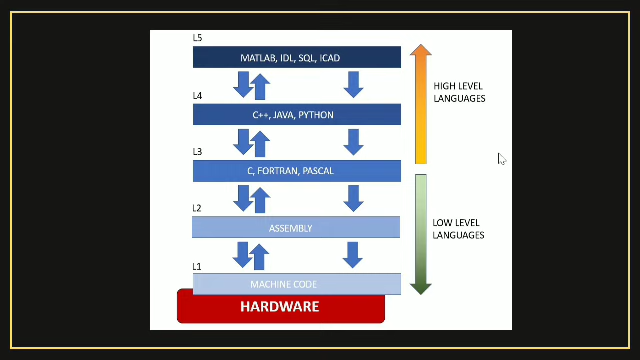 L5
MATLAB, IDL, SQL, ICAD
L4
C++, JAVA, PYTHON
L3
C, FORTRAN, PASCAL
L2
ASSEMBLY
L1
MACHINE CODE
HARDWARE
HIGH LEVEL
LANGUAGES
LOW LEVEL
LANGUAGES